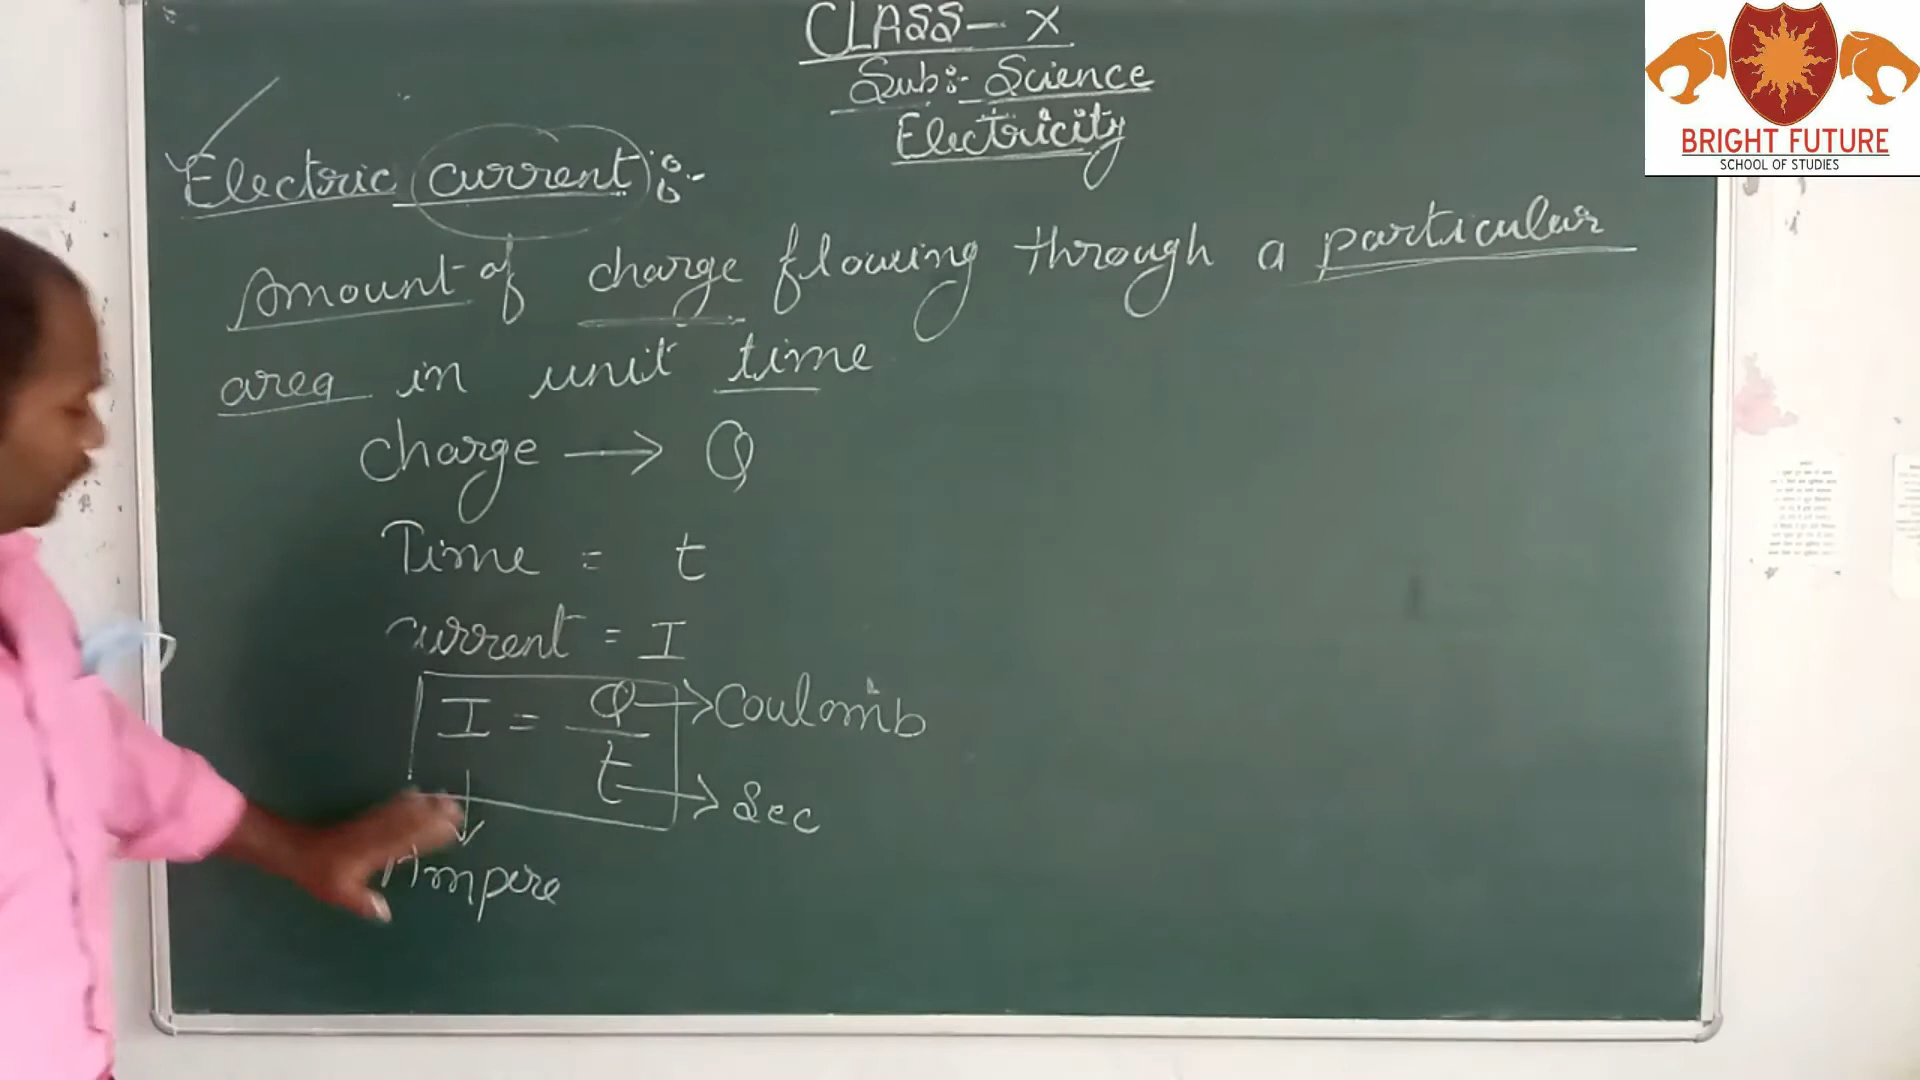 CLASS - X
Sub:- Science
Electricity
BRIGHT FUTURE
SCHOOL OF STUDIES
Electric current :-
Amount of charge flowing through a particular
area in unit time
charge → Q
Time = t
current = I
I = Q/t
→ Coulomb
→ Sec
↓
Ampere